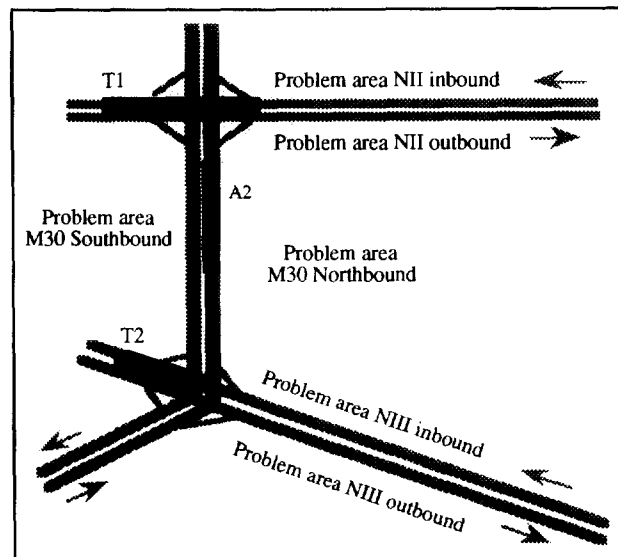 T1
Problem area NII inbound
Problem area NII outbound
A2
Problem area
M30 Southbound
Problem area
M30 Northbound
T2
Problem area NIII inbound
Problem area NIII outbound